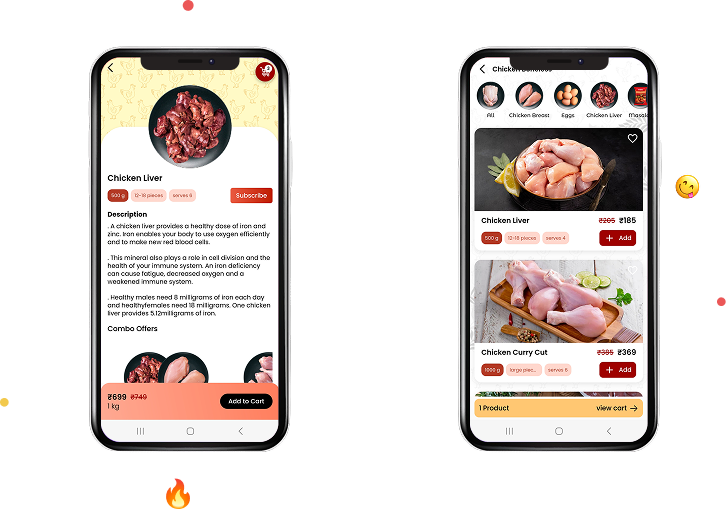 Chicken Liver
500 g
12-18 pieces
serves 6
Subscribe
Description
. A chicken liver provides a healthy dose of iron and
zinc. Iron enables your body to use oxygen efficiently
and to make new red blood cells.
. This mineral also plays a role in cell division and the
health of your immune system. An iron deficiency
can cause fatigue, decreased oxygen and a
weakened immune system.
. Healthy males need 8 milligrams of iron each day
and healthyfemales need 18 milligrams. One chicken
liver provides 5.12milligrams of iron.
Combo Offers
₹699 ₹749
1 kg
Add to Cart
Chicken
All
Chicken Breast
Eggs
Chicken Liver
Masala
Chicken Liver
₹205 ₹185
500 g
12-18 pieces
serves 4
+ Add
Chicken Curry Cut
₹395 ₹369
1000 g
large piec...
serves 6
+ Add
1 Product
view cart →